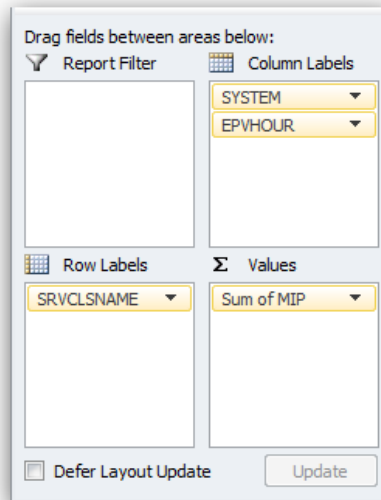 Drag fields between areas below:
Report Filter
Column Labels
SYSTEM
EPVHOUR
Row Labels
Σ Values
SRVCLSNAME
Sum of MIP
Defer Layout Update
Update